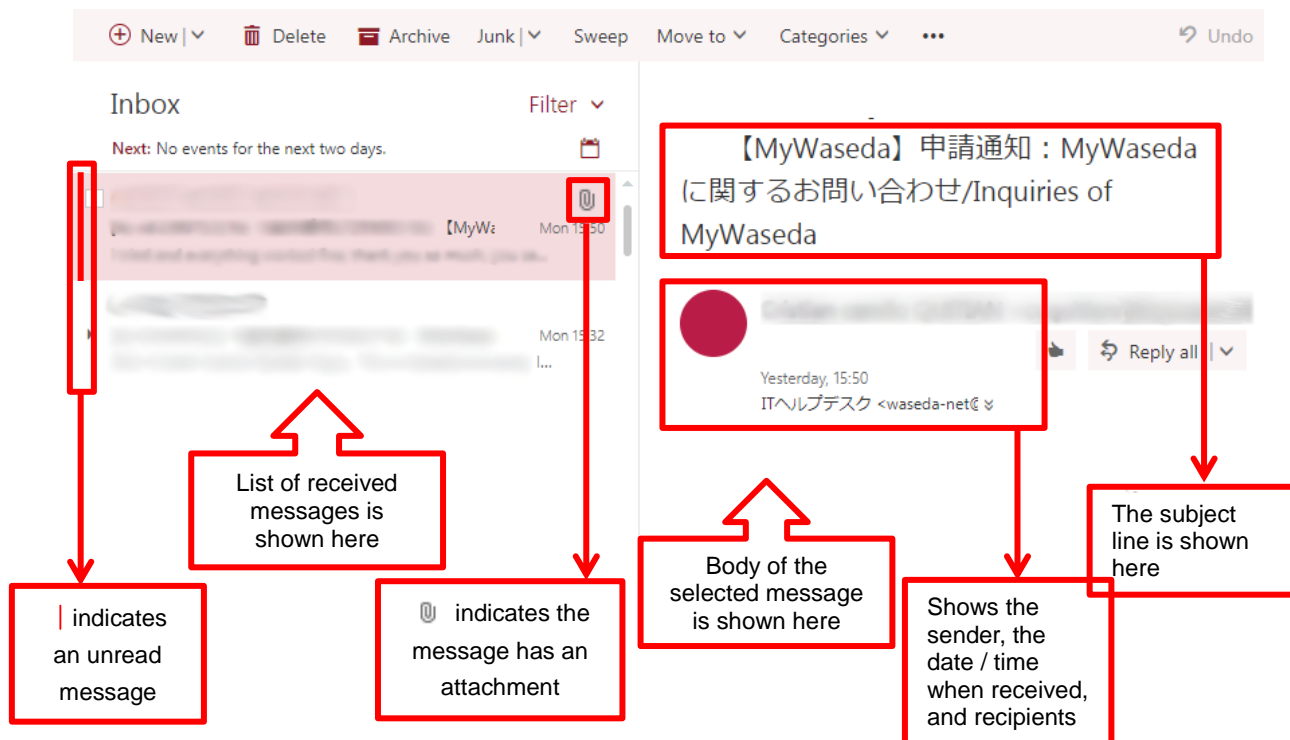 New | Delete Archive Junk | Sweep Move to Categories ••• Undo
Inbox Filter
Next: No events for the next two days.
【MyWa Mon 15:50
Mon 15:32
l...
【MyWaseda】申請通知：MyWaseda
に関するお問い合わせ/Inquiries of
MyWaseda
Reply all |
Yesterday, 15:50
ITヘルプデスク <waseda-net@
List of received
messages is
shown here
Body of the
selected message
is shown here
The subject
line is shown
here
| indicates
an unread
message
indicates the
message has an
attachment
Shows the
sender, the
date / time
when received,
and recipients